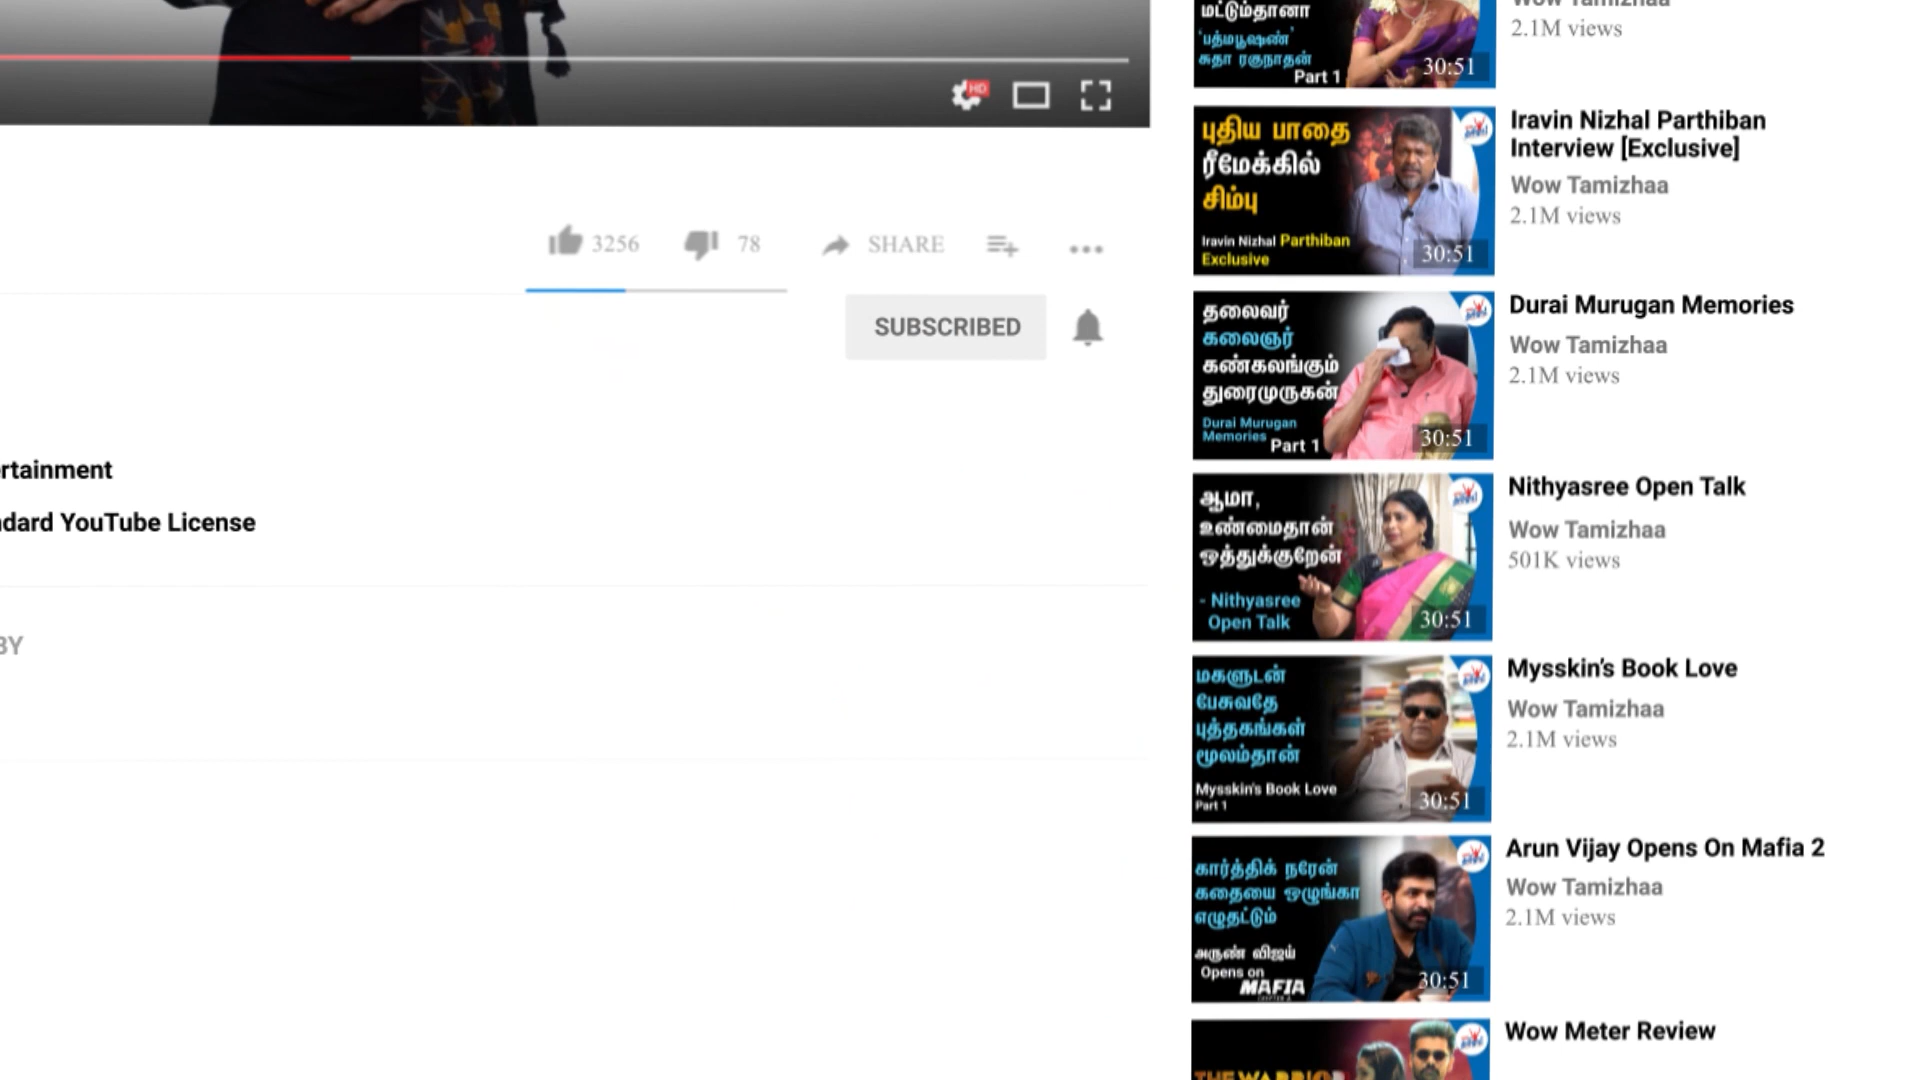 HD
3256
78
SHARE
SUBSCRIBED
rtainment
dard YouTube License
BY
மட்டும்தானா
'பத்மபூஷண்'
சுதா ரகுநாதன்
Part 1
30:51
Wow Tamizhaa
2.1M views
புதிய பாதை
ரீமேக்கில்
சிம்பு
Iravin Nizhal Parthiban
Exclusive
30:51
Iravin Nizhal Parthiban
Interview [Exclusive]
Wow Tamizhaa
2.1M views
தலைவர்
கலைஞர்
கண்கலங்கும்
துரைமுருகன்
Durai Murugan
Memories Part 1
30:51
Durai Murugan Memories
Wow Tamizhaa
2.1M views
ஆமா,
உண்மைதான்
ஒத்துக்குறேன்
- Nithyasree
Open Talk
30:51
Nithyasree Open Talk
Wow Tamizhaa
501K views
மகளுடன்
பேசுவதே
புத்தகங்கள்
மூலம்தான்
Mysskin's Book Love
Part 1
30:51
Mysskin's Book Love
Wow Tamizhaa
2.1M views
கார்த்திக் நரேன்
கதையை ஒழுங்கா
எழுதட்டும்
அருண் விஜய்
Opens on
MAFIA
30:51
Arun Vijay Opens On Mafia 2
Wow Tamizhaa
2.1M views
THE WARRIOR
Wow Meter Review